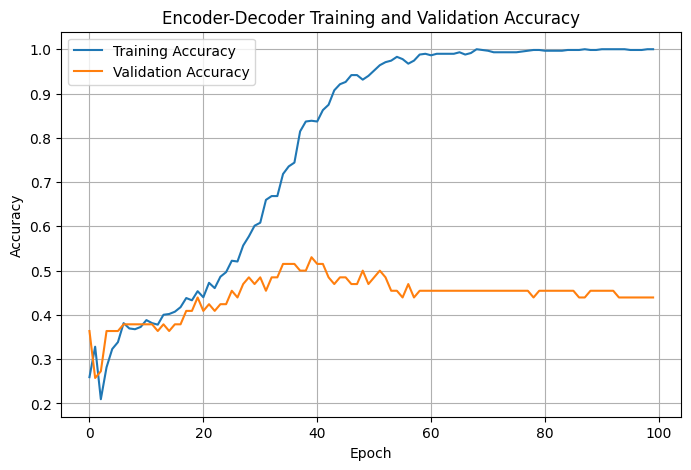 Encoder-Decoder Training and Validation Accuracy
Training Accuracy
Validation Accuracy
Accuracy
1.0
0.9
0.8
0.7
0.6
0.5
0.4
0.3
0.2
0 20 40 60 80 100
Epoch